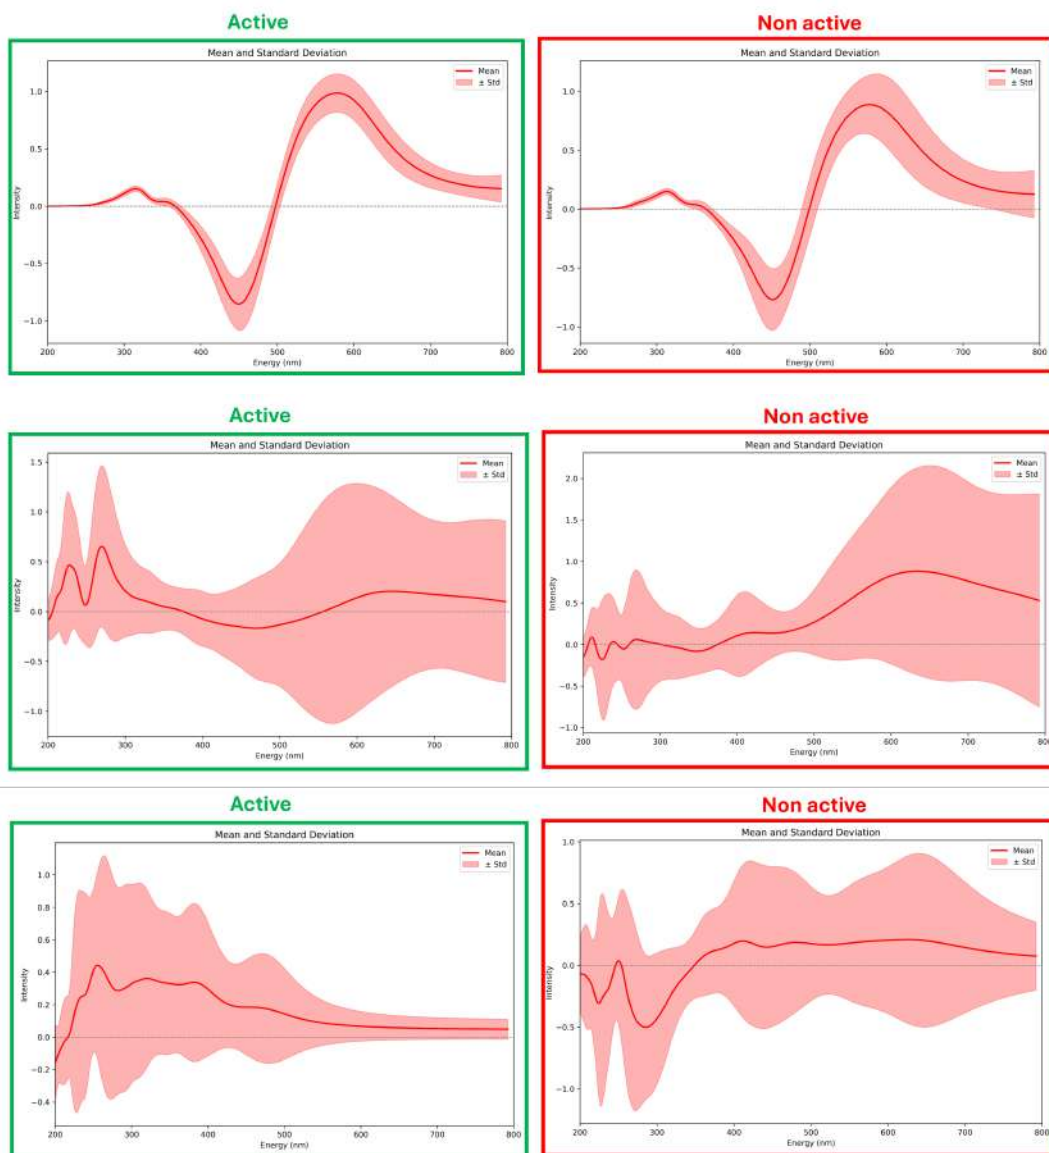 Active
Non active
Mean and Standard Deviation
Mean
± Std
1.0
0.5
0.0
−0.5
−1.0
Intensity
200 300 400 500 600 700 800
Energy (nm)
Mean and Standard Deviation
Mean
± Std
1.0
0.5
0.0
−0.5
−1.0
Intensity
200 300 400 500 600 700 800
Energy (nm)
Active
Non active
Mean and Standard Deviation
Mean
± Std
1.5
1.0
0.5
0.0
−0.5
−1.0
Intensity
200 300 400 500 600 700 800
Energy (nm)
Mean and Standard Deviation
Mean
± Std
2.0
1.5
1.0
0.5
0.0
−0.5
−1.0
Intensity
200 300 400 500 600 700 800
Energy (nm)
Active
Non active
Mean and Standard Deviation
Mean
± Std
1.0
0.8
0.6
0.4
0.2
0.0
−0.2
−0.4
Intensity
200 300 400 500 600 700 800
Energy (nm)
Mean and Standard Deviation
Mean
± Std
1.0
0.5
0.0
−0.5
−1.0
Intensity
200 300 400 500 600 700 800
Energy (nm)